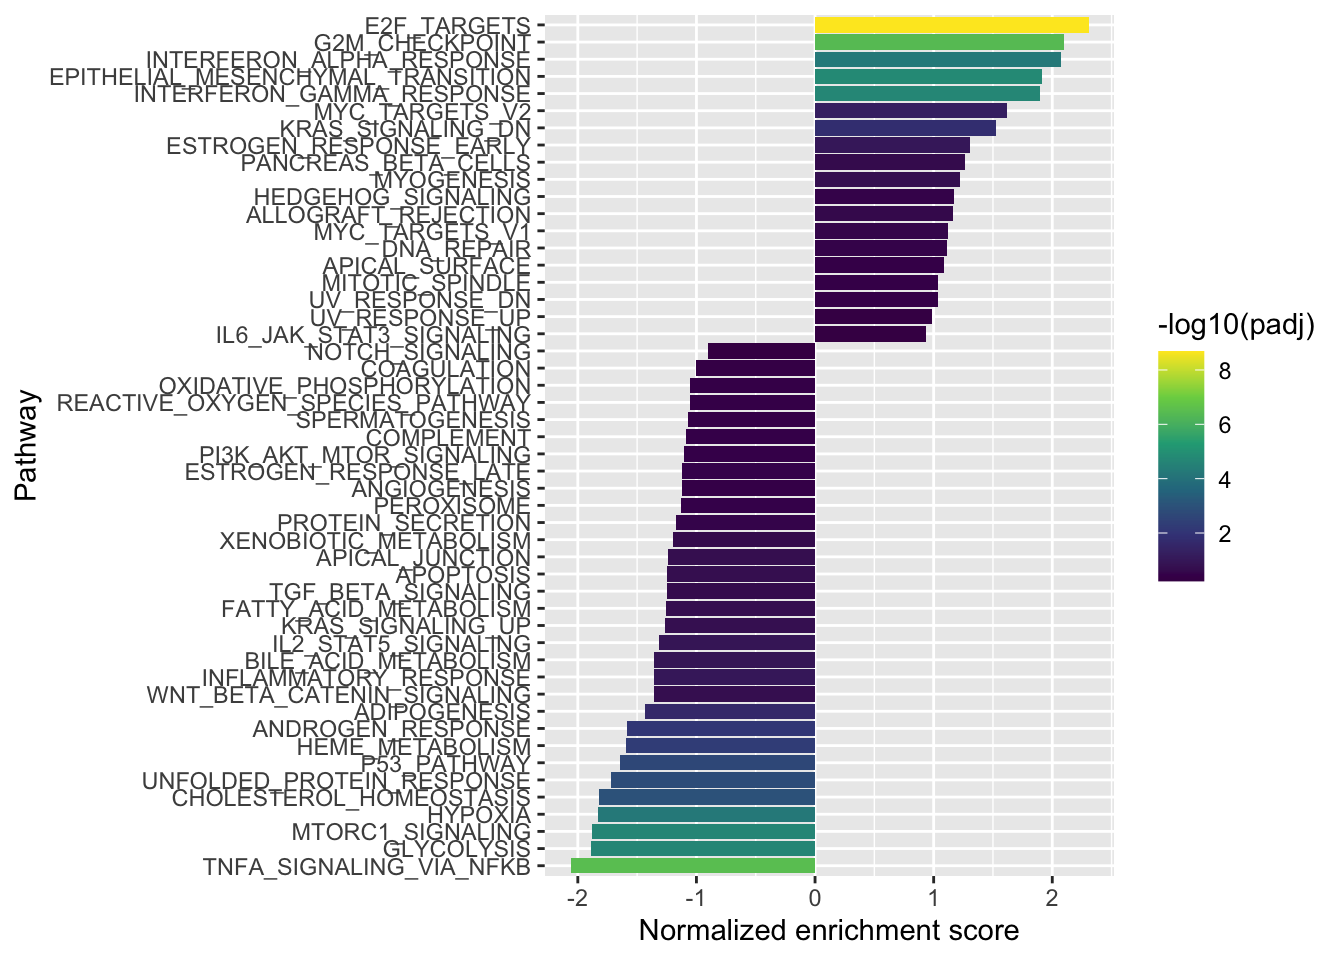 E2F_TARGETS
G2M_CHECKPOINT
INTERFERON_ALPHA_RESPONSE
EPITHELIAL_MESENCHYMAL_TRANSITION
INTERFERON_GAMMA_RESPONSE
MYC_TARGETS_V2
KRAS_SIGNALING_DN
ESTROGEN_RESPONSE_EARLY
PANCREAS_BETA_CELLS
MYOGENESIS
HEDGEHOG_SIGNALING
ALLOGRAFT_REJECTION
MYC_TARGETS_V1
DNA_REPAIR
APICAL_SURFACE
MITOTIC_SPINDLE
UV_RESPONSE_DN
UV_RESPONSE_UP
IL6_JAK_STAT3_SIGNALING
NOTCH_SIGNALING
COAGULATION
OXIDATIVE_PHOSPHORYLATION
REACTIVE_OXYGEN_SPECIES_PATHWAY
SPERMATOGENESIS
COMPLEMENT
PI3K_AKT_MTOR_SIGNALING
ESTROGEN_RESPONSE_LATE
ANGIOGENESIS
PEROXISOME
PROTEIN_SECRETION
XENOBIOTIC_METABOLISM
APICAL_JUNCTION
APOPTOSIS
TGF_BETA_SIGNALING
FATTY_ACID_METABOLISM
KRAS_SIGNALING_UP
IL2_STAT5_SIGNALING
BILE_ACID_METABOLISM
INFLAMMATORY_RESPONSE
WNT_BETA_CATENIN_SIGNALING
ADIPOGENESIS
ANDROGEN_RESPONSE
HEME_METABOLISM
P53_PATHWAY
UNFOLDED_PROTEIN_RESPONSE
CHOLESTEROL_HOMEOSTASIS
HYPOXIA
MTORC1_SIGNALING
GLYCOLYSIS
TNFA_SIGNALING_VIA_NFKB
Pathway
-2 -1 0 1 2
Normalized enrichment score
-log10(padj)
8
6
4
2